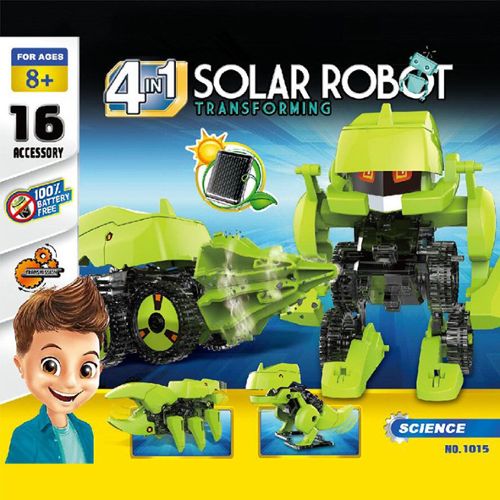 FOR AGES
8+
16
ACCESSORY
100%
BATTERY
FREE
4 IN 1
SOLAR ROBOT
TRANSFORMING
SCIENCE
NO.1015